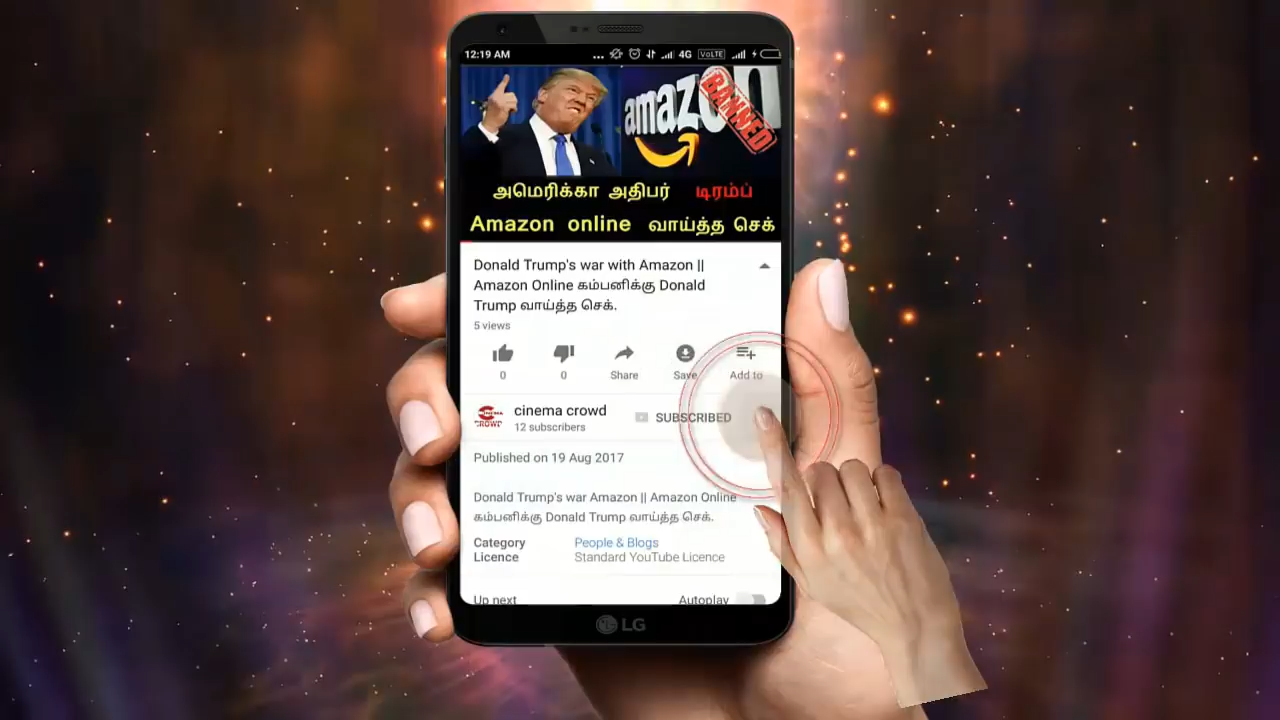 12:19 AM
4G VoLTE
amazon
BANNED
அமெரிக்கா அதிபர் டிரம்ப்
Amazon online வாய்த்த செக்
Donald Trump's war with Amazon ||
Amazon Online கம்பனிக்கு Donald
Trump வாய்த்த செக்.
5 views
0 0 Share Save Add to
CINEMA
CROWD
cinema crowd
SUBSCRIBED
12 subscribers
Published on 19 Aug 2017
Donald Trump's war Amazon || Amazon Online
கம்பனிக்கு Donald Trump வாய்த்த செக்.
Category People & Blogs
Licence Standard YouTube Licence
Up next Autoplay
LG